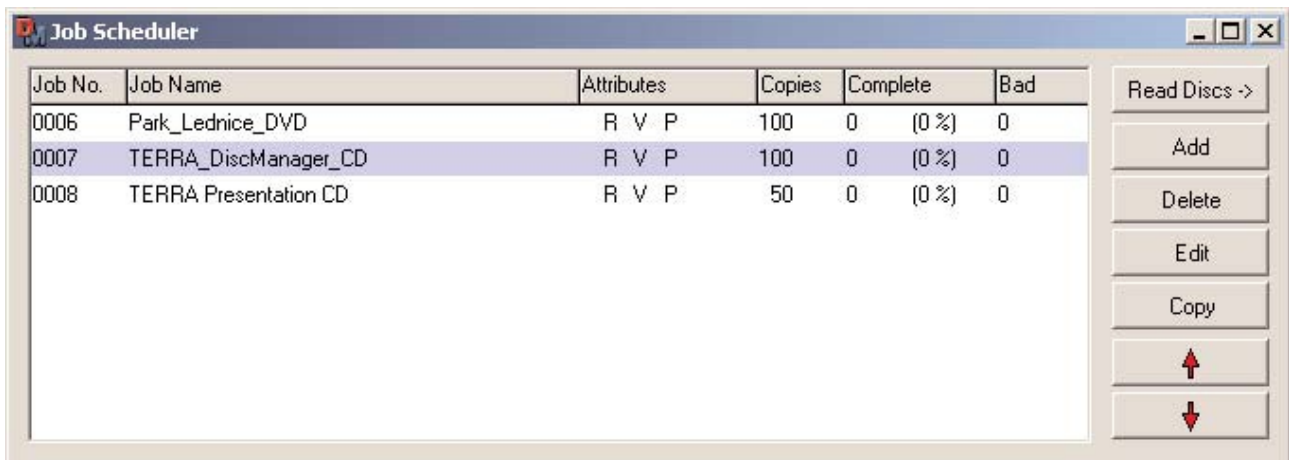 Job Scheduler
Job No. Job Name Attributes Copies Complete Bad
0006 Park_Lednice_DVD R V P 100 0 (0 %) 0
0007 TERRA_DiscManager_CD R V P 100 0 (0 %) 0
0008 TERRA Presentation CD R V P 50 0 (0 %) 0
Read Discs ->
Add
Delete
Edit
Copy